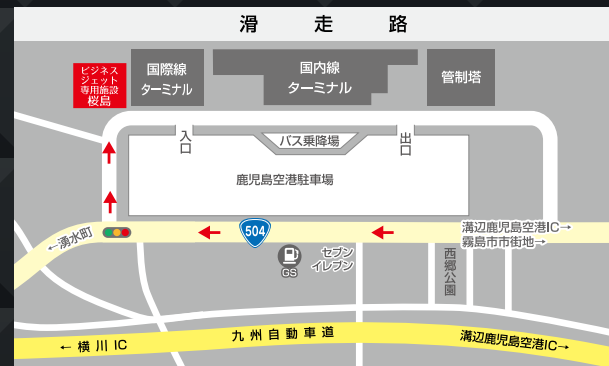 滑走路
ビジネス
ジェット
専用施設
桜島
国際線
ターミナル
国内線
ターミナル
管制塔
入口
バス乗降場
出口
鹿児島空港駐車場
←湧水町
504
溝辺鹿児島空港IC→
霧島市市街地→
GS
セブン
イレブン
西郷公園
九州自動車道
← 横川 IC
溝辺鹿児島空港IC→